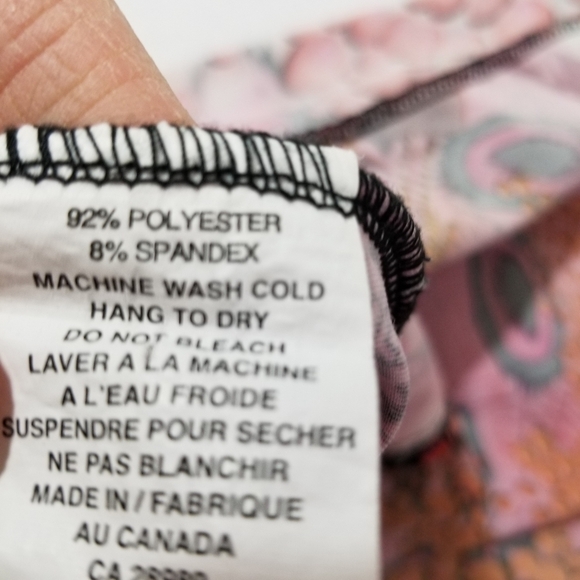 92% POLYESTER
8% SPANDEX
MACHINE WASH COLD
HANG TO DRY
DO NOT BLEACH
LAVER A LA MACHINE
A L'EAU FROIDE
SUSPENDRE POUR SECHER
NE PAS BLANCHIR
MADE IN / FABRIQUE
AU CANADA
CA